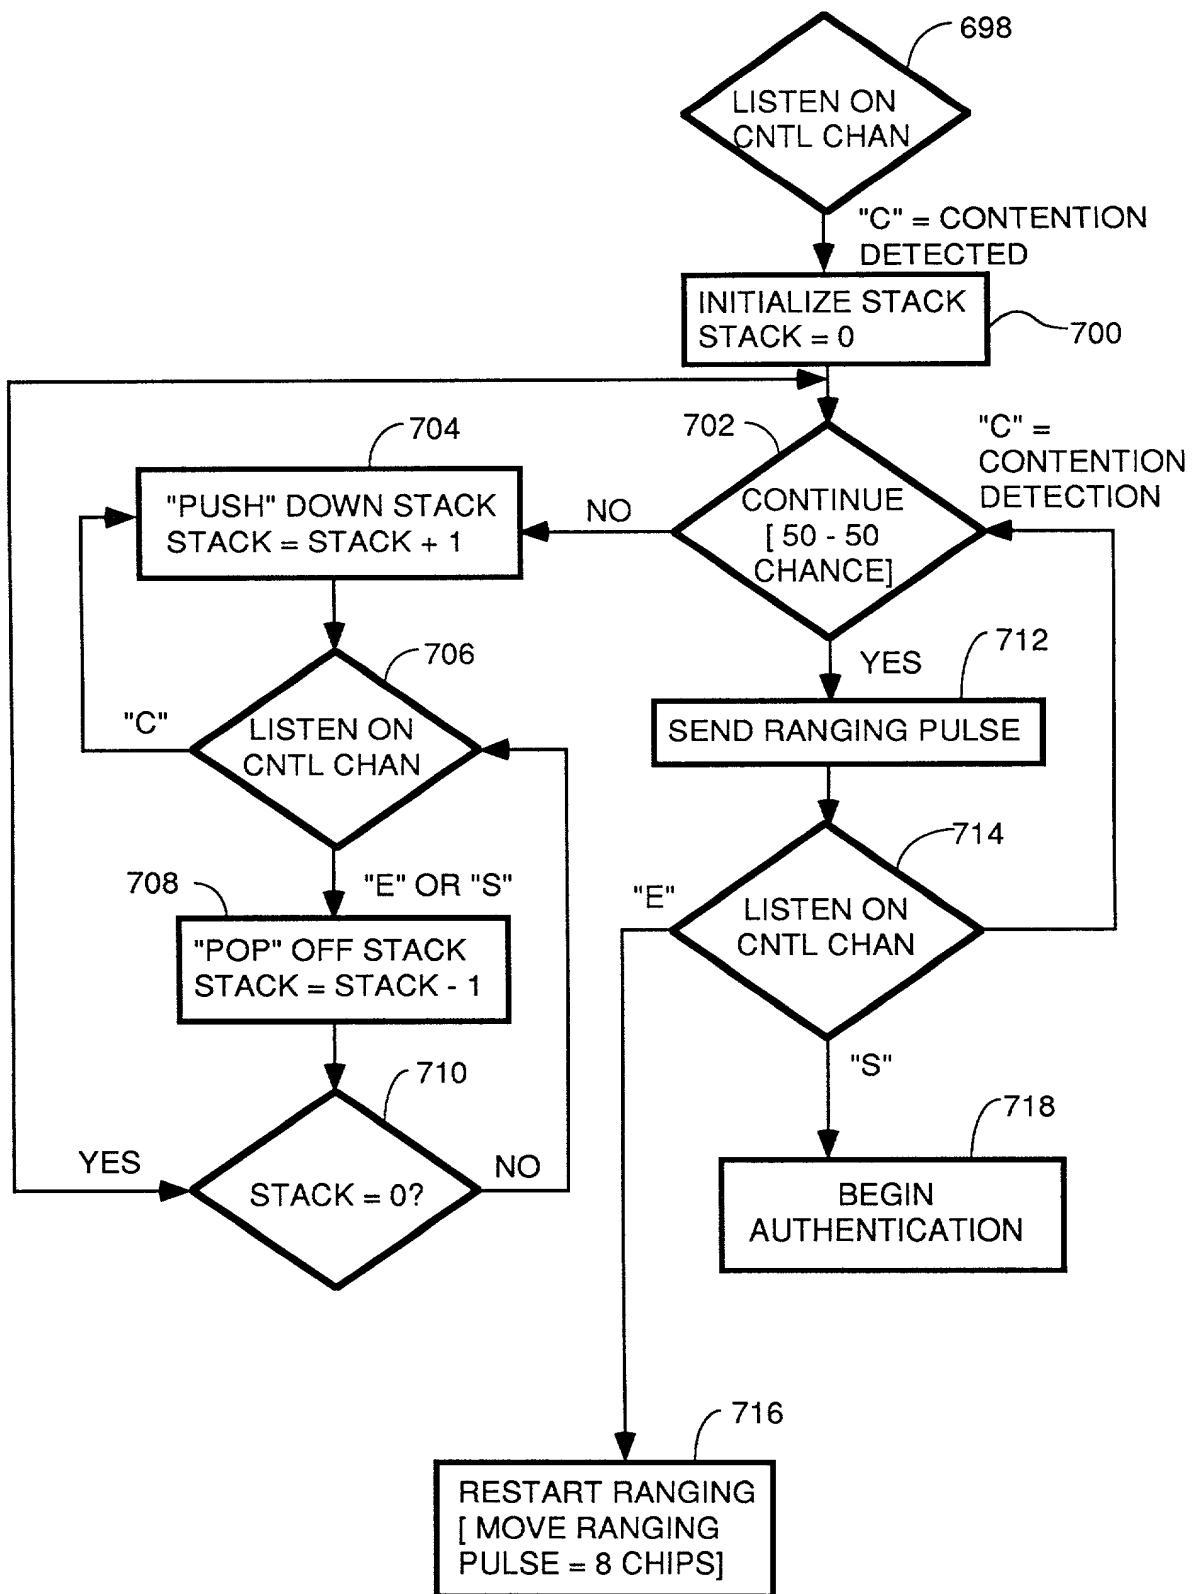 698
LISTEN ON
CNTL CHAN
"C" = CONTENTION
DETECTED
INITIALIZE STACK
STACK = 0
700
704
702
"C" =
CONTENTION
DETECTION
"PUSH" DOWN STACK
STACK = STACK + 1
NO
CONTINUE
[ 50 - 50
CHANCE]
706
712
YES
"C"
LISTEN ON
CNTL CHAN
SEND RANGING PULSE
714
708
"E" OR "S"
"E"
LISTEN ON
CNTL CHAN
"POP" OFF STACK
STACK = STACK - 1
710
"S"
718
YES
NO
STACK = 0?
BEGIN
AUTHENTICATION
716
RESTART RANGING
[ MOVE RANGING
PULSE = 8 CHIPS]